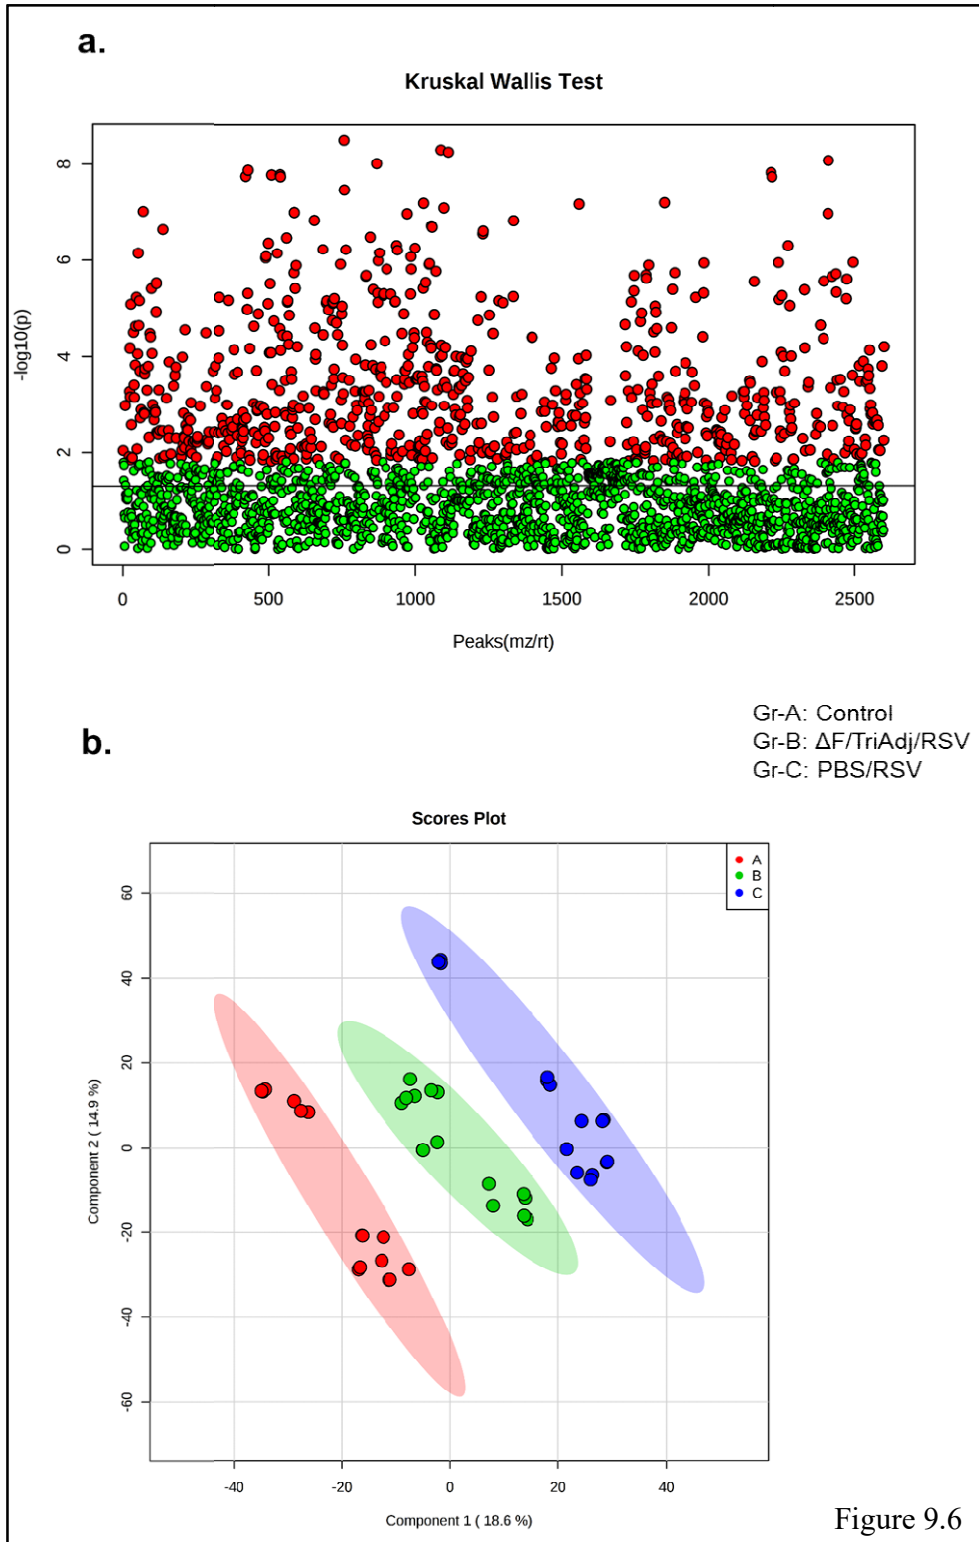 a.
Kruskal Wallis Test
-log10(p)
8
6
4
2
0
0 500 1000 1500 2000 2500
Peaks(mz/rt)
Gr-A: Control
b.
Gr-B: ΔF/TriAdj/RSV
Gr-C: PBS/RSV
Scores Plot
A
B
C
Component 2 ( 14.9 %)
60
40
20
0
-20
-40
-60
-40 -20 0 20 40
Component 1 ( 18.6 %)
Figure 9.6